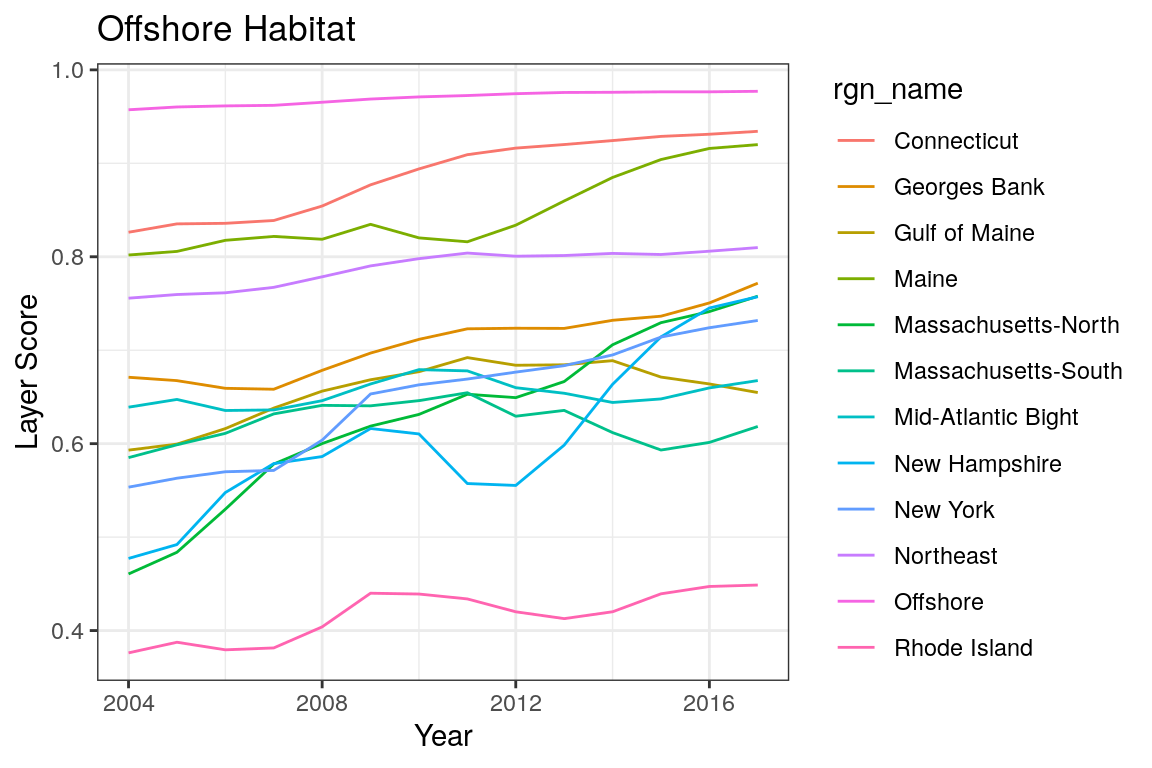 Offshore Habitat
1.0
0.8
0.6
0.4
Layer Score
2004
2008
2012
2016
Year
rgn_name
Connecticut
Georges Bank
Gulf of Maine
Maine
Massachusetts-North
Massachusetts-South
Mid-Atlantic Bight
New Hampshire
New York
Northeast
Offshore
Rhode Island